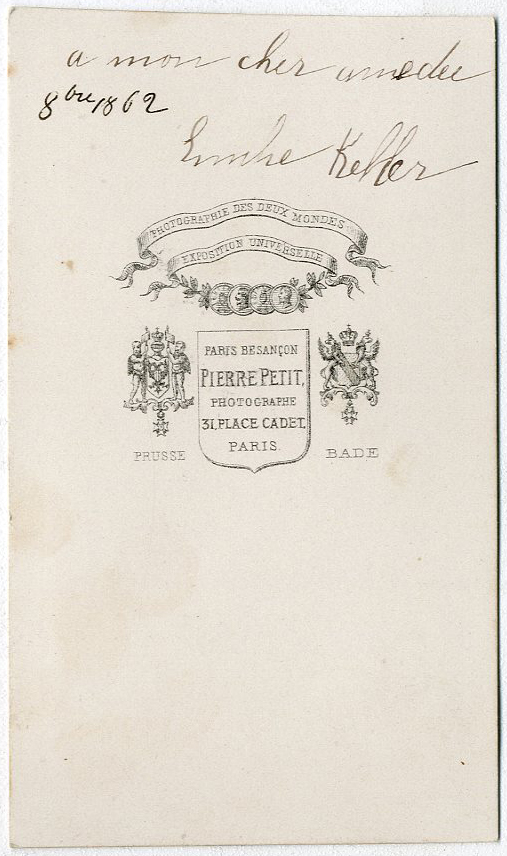 a mon cher amedee
8bre 1862
Emile Keller
PHOTOGRAPHIE DES DEUX MONDES
EXPOSITION UNIVERSELLE
PARIS BESANÇON
PIERRE PETIT,
PHOTOGRAPHE
31, PLACE CADET,
PARIS.
PRUSSE
BADE